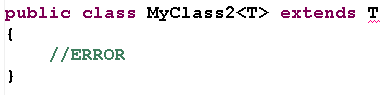 public class MyClass2<T> extends T
{
    //ERROR
}